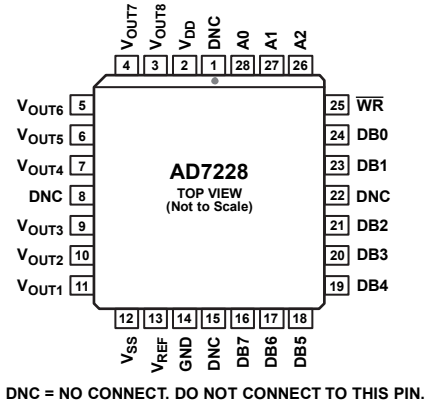 VOUT7
VOUT8
VDD
DNC
A0
A1
A2
4
3
2
1
28
27
26
VOUT6 5
VOUT5 6
VOUT4 7
DNC 8
VOUT3 9
VOUT2 10
VOUT1 11
AD7228
TOP VIEW
(Not to Scale)
25 WR
24 DB0
23 DB1
22 DNC
21 DB2
20 DB3
19 DB4
12
13
14
15
16
17
18
VSS
VREF
GND
DNC
DB7
DB6
DB5
DNC = NO CONNECT. DO NOT CONNECT TO THIS PIN.